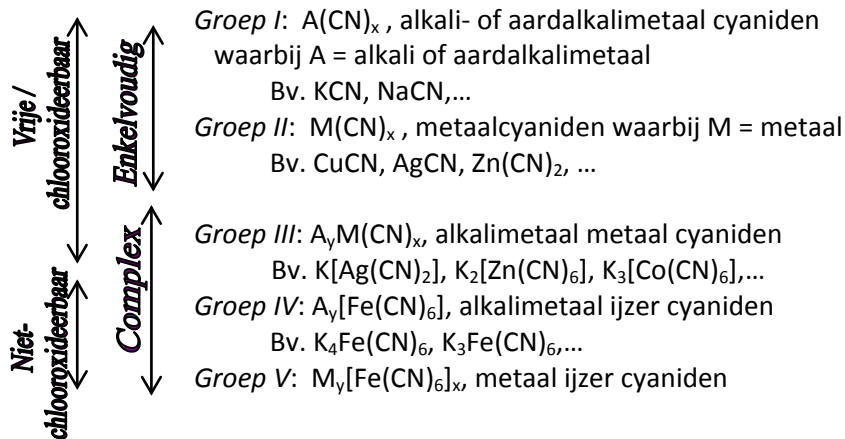 Groep I: A(CN)ₓ , alkali- of aardalkalimetaal cyaniden
waarbij A = alkali of aardalkalimetaal
Bv. KCN, NaCN,…
Groep II: M(CN)ₓ , metaalcyaniden waarbij M = metaal
Bv. CuCN, AgCN, Zn(CN)₂, …
Groep III: AᵧM(CN)ₓ, alkalimetaal metaal cyaniden
Bv. K[Ag(CN)₂], K₂[Zn(CN)₆], K₃[Co(CN)₆],…
Groep IV: Aᵧ[Fe(CN)₆], alkalimetaal ijzer cyaniden
Bv. K₄Fe(CN)₆, K₃Fe(CN)₆,…
Groep V: Mᵧ[Fe(CN)₆]ₓ, metaal ijzer cyaniden
Vrije /
chlooroxideerbaar
Enkelvoudig
Niet-
chlooroxideerbaar
Complex